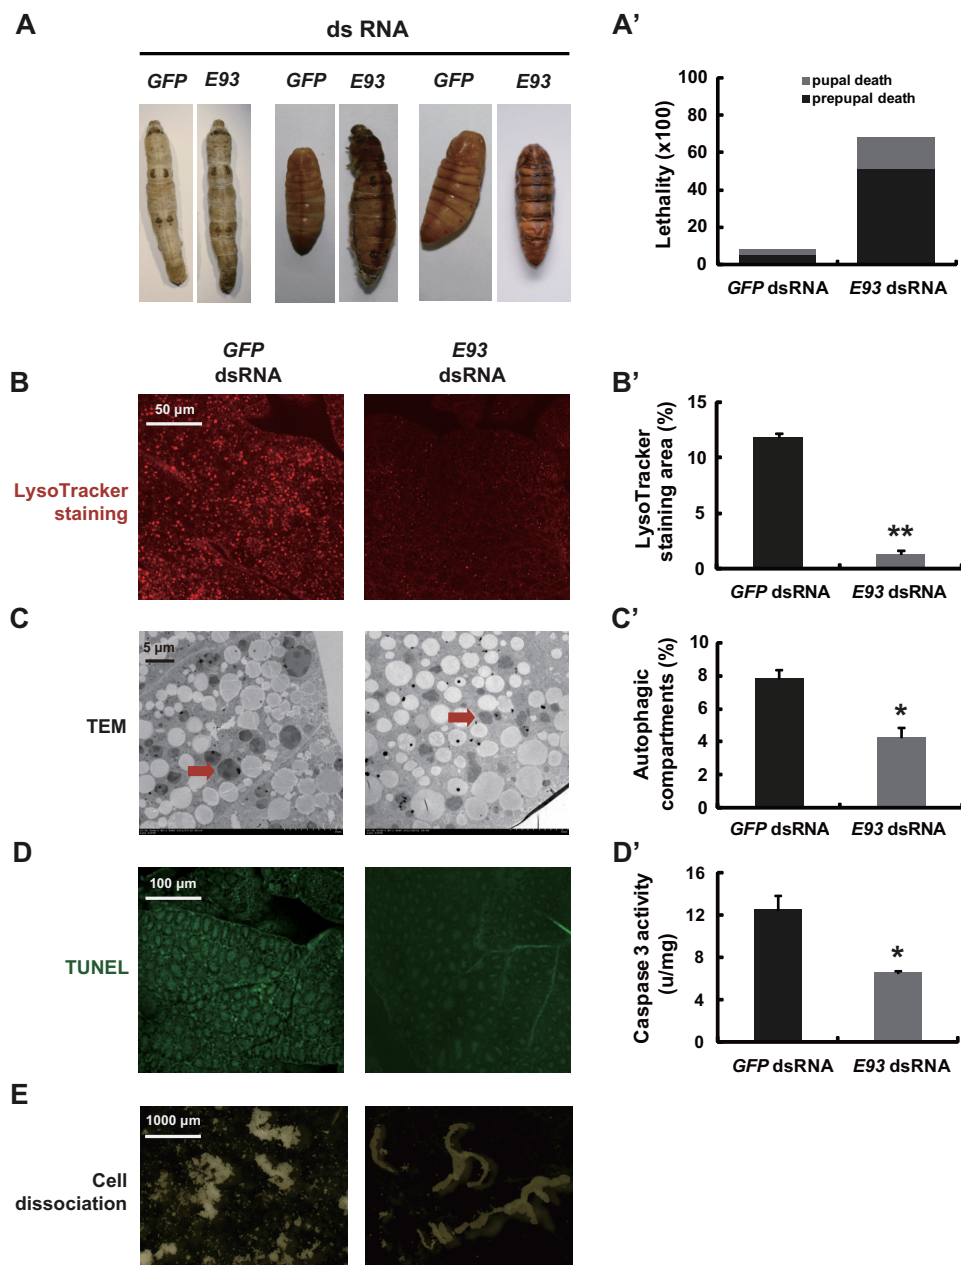 A
ds RNA
GFP E93 GFP E93 GFP E93
A'
100
80
60
40
20
0
Lethality (x100)
pupal death
prepupal death
GFP dsRNA E93 dsRNA
GFP
dsRNA
E93
dsRNA
B
50 µm
LysoTracker
staining
B'
15
10
5
0
LysoTracker
staining area (%)
**
GFP dsRNA E93 dsRNA
C
5 µm
TEM
C'
10
8
6
4
2
0
Autophagic
compartments (%)
*
GFP dsRNA E93 dsRNA
D
100 µm
TUNEL
D'
16
12
8
4
0
Caspase 3 activity
(u/mg)
*
GFP dsRNA E93 dsRNA
E
1000 µm
Cell
dissociation